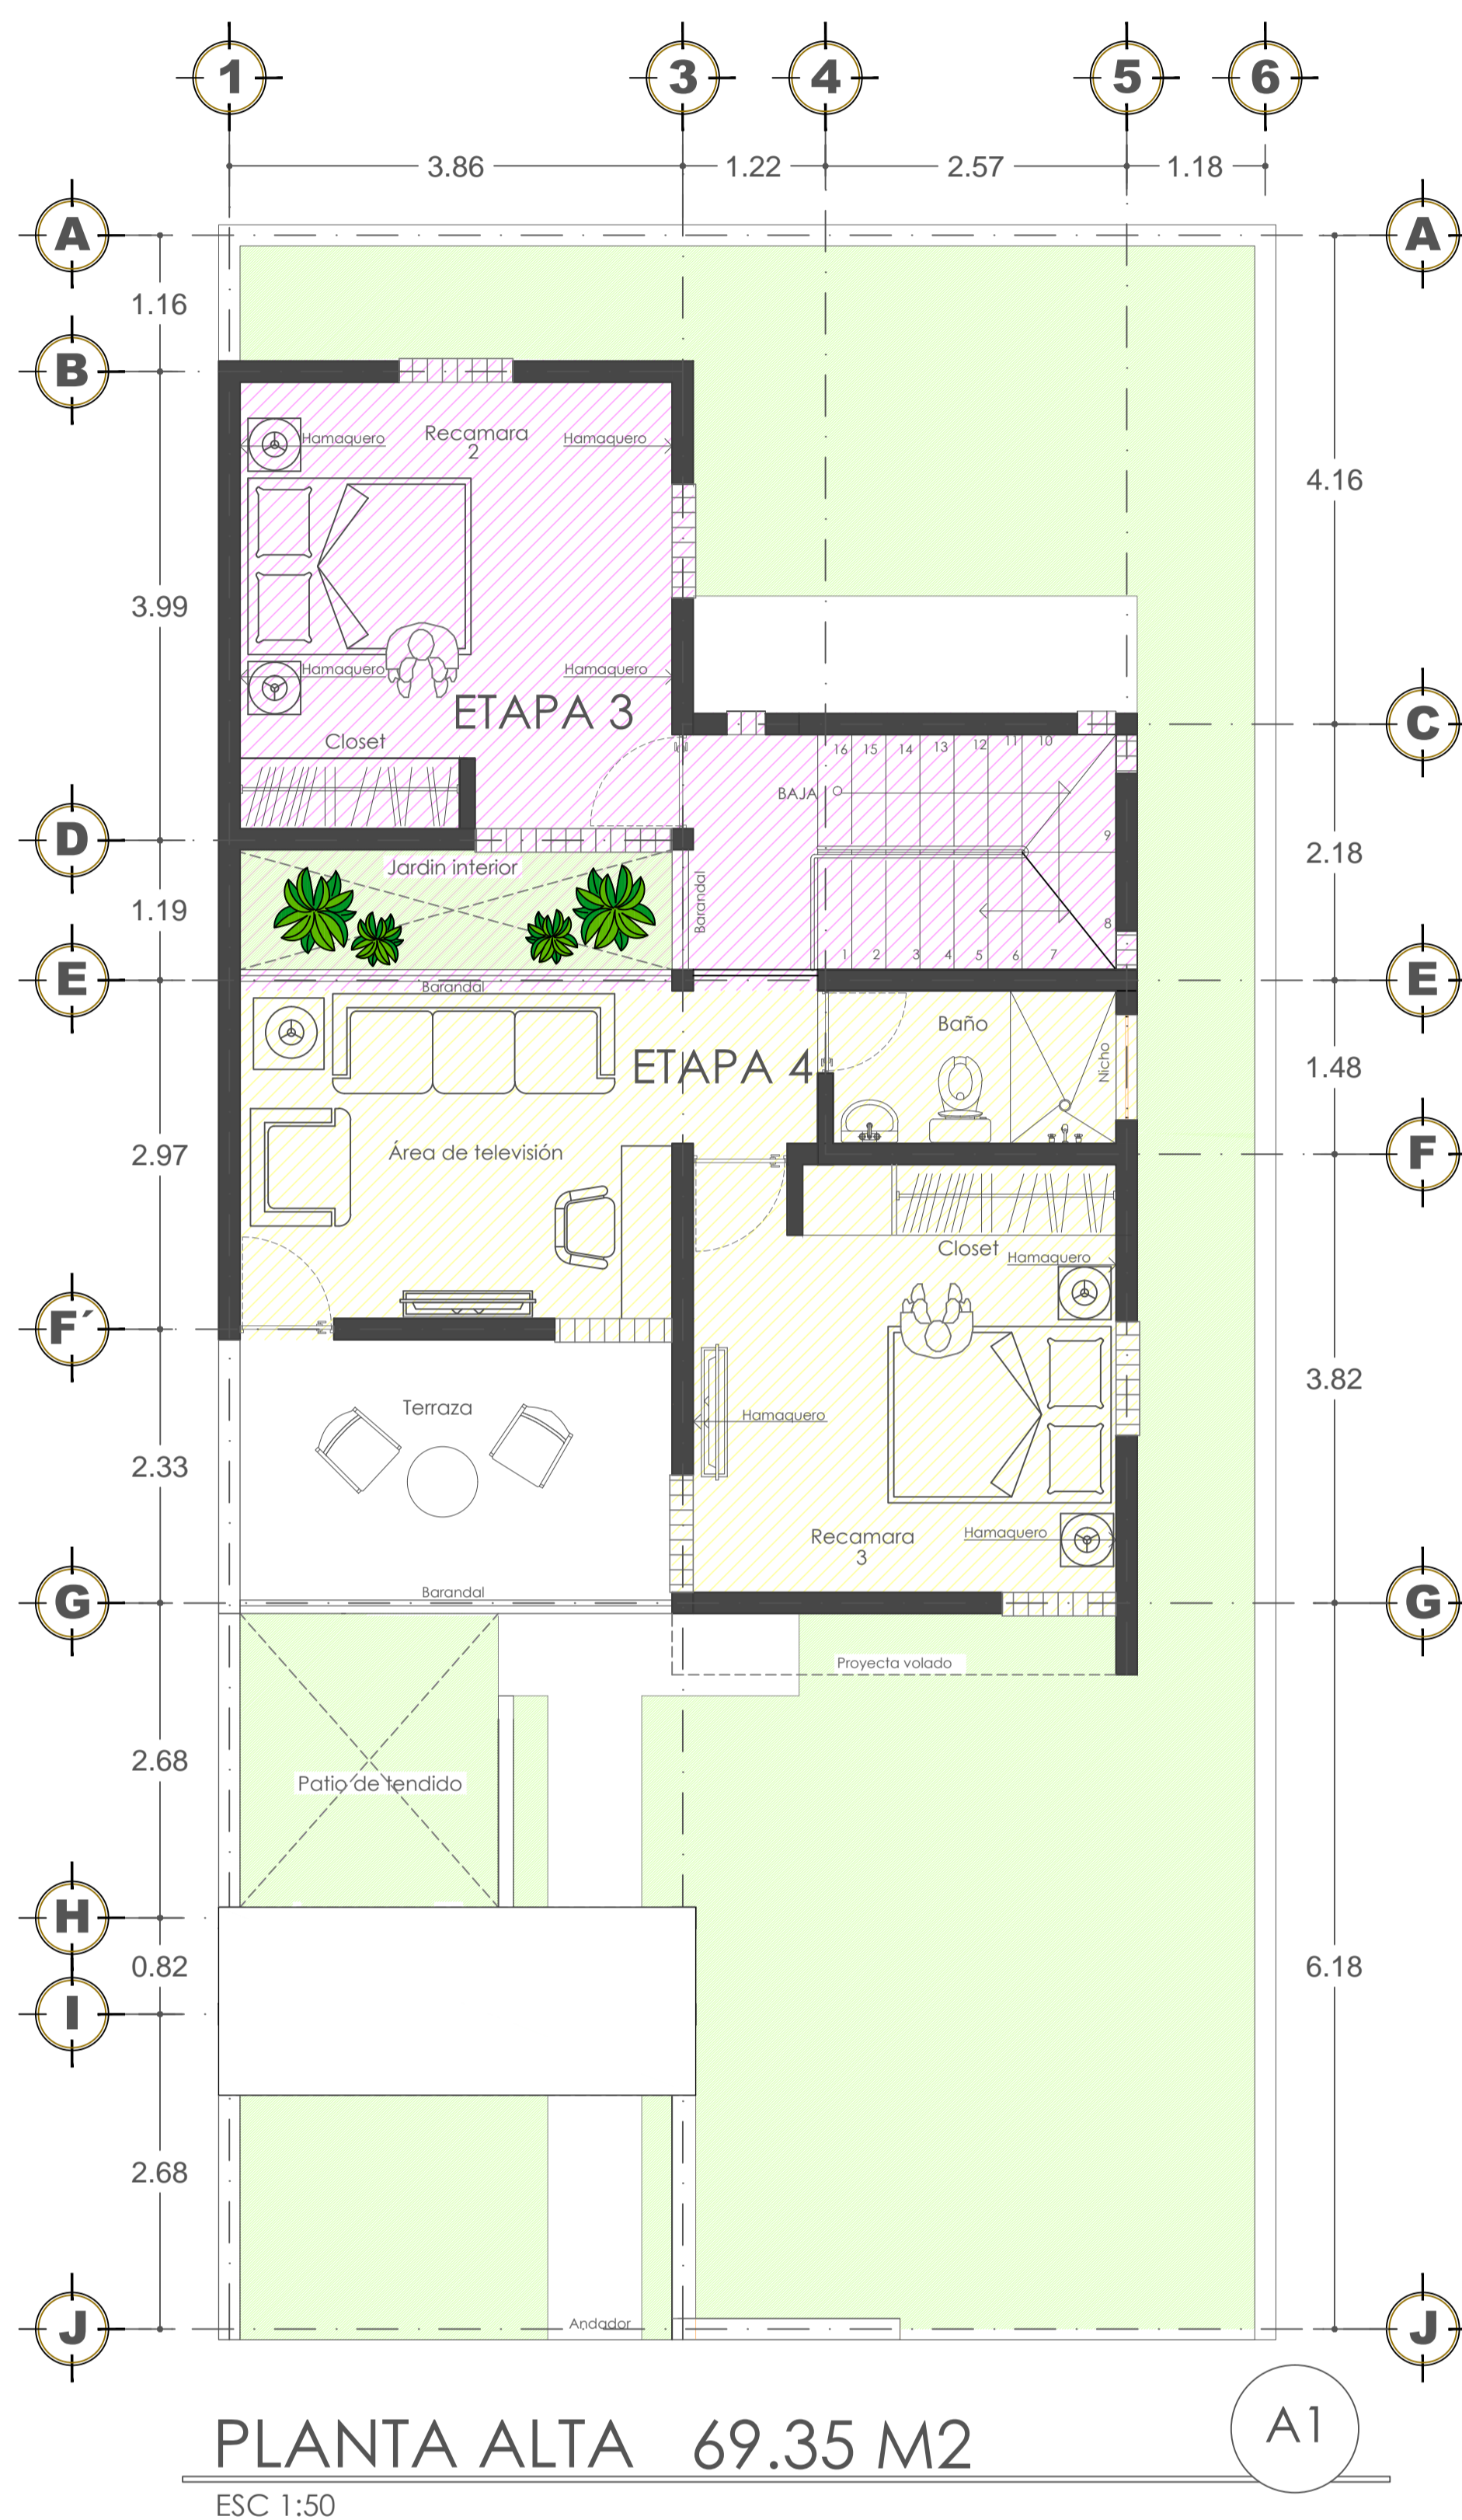 1 3 4 5 6
3.86 1.22 2.57 1.18
A A
1.16
B
Hamaquero Recamara Hamaquero
2
4.16
3.99
Hamaquero Hamaquero
ETAPA 3
C
Closet
16 15 14 13 12 11 10
BAJA
D
9
2.18
Jardin interior
Barandal
1.19
8
1 2 3 4 5 6 7
E E
Barandal
Baño
ETAPA 4
Nicho
1.48
2.97
Área de televisión
F
Closet
Hamaquero
F´
3.82
Terraza
Hamaquero
2.33
Recamara Hamaquero
3
Barandal
G G
Proyecta volado
2.68
Patio de tendido
H
0.82
6.18
I
2.68
Andador
J J
PLANTA ALTA 69.35 M2
A1
ESC 1:50